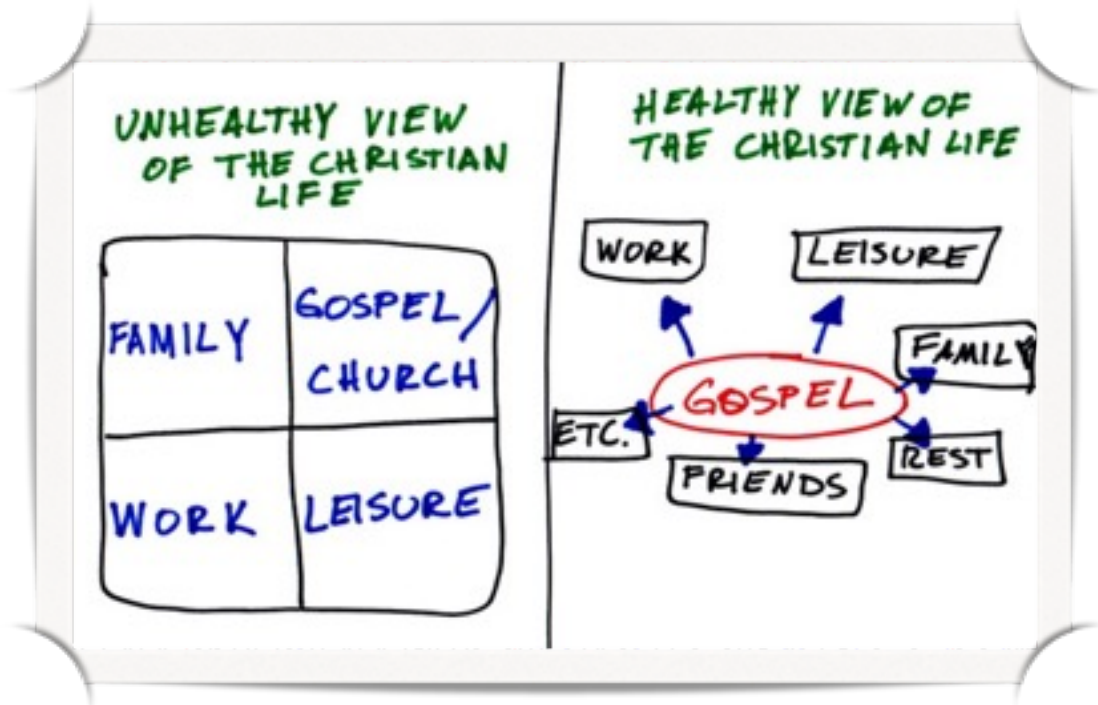 UNHEALTHY VIEW
OF THE CHRISTIAN
LIFE
FAMILY
GOSPEL/
CHURCH
WORK
LEISURE
HEALTHY VIEW OF
THE CHRISTIAN LIFE
WORK
LEISURE
FAMILY
GOSPEL
ETC.
REST
FRIENDS